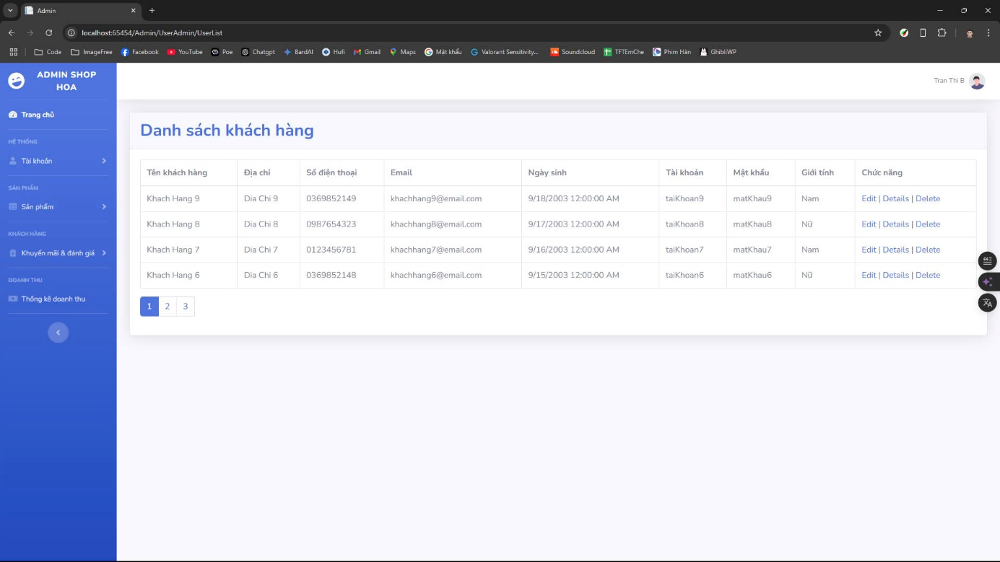 Admin
localhost:65454/Admin/UserAdmin/UserList
Code ImageFree Facebook YouTube Poe Chatgpt BardAI Hufi Gmail Maps Mật khẩu Valorant Sensitivity... Soundcloud TFTEmChe Phim Hàn GhibliWP
ADMIN SHOP
HOA
Tran Thi B
Trang chủ
HỆ THỐNG
Tài khoản
SẢN PHẨM
Sản phẩm
KHÁCH HÀNG
Khuyến mãi & đánh giá
DOANH THU
Thống kê doanh thu
Danh sách khách hàng
Tên khách hàng Địa chỉ Số điện thoại Email Ngày sinh Tài khoản Mật khẩu Giới tính Chức năng
Khach Hang 9 Dia Chi 9 0369852149 khachhang9@email.com 9/18/2003 12:00:00 AM taiKhoan9 matKhau9 Nam Edit | Details | Delete
Khach Hang 8 Dia Chi 8 0987654323 khachhang8@email.com 9/17/2003 12:00:00 AM taiKhoan8 matKhau8 Nữ Edit | Details | Delete
Khach Hang 7 Dia Chi 7 0123456781 khachhang7@email.com 9/16/2003 12:00:00 AM taiKhoan7 matKhau7 Nam Edit | Details | Delete
Khach Hang 6 Dia Chi 6 0369852148 khachhang6@email.com 9/15/2003 12:00:00 AM taiKhoan6 matKhau6 Nữ Edit | Details | Delete
1 2 3